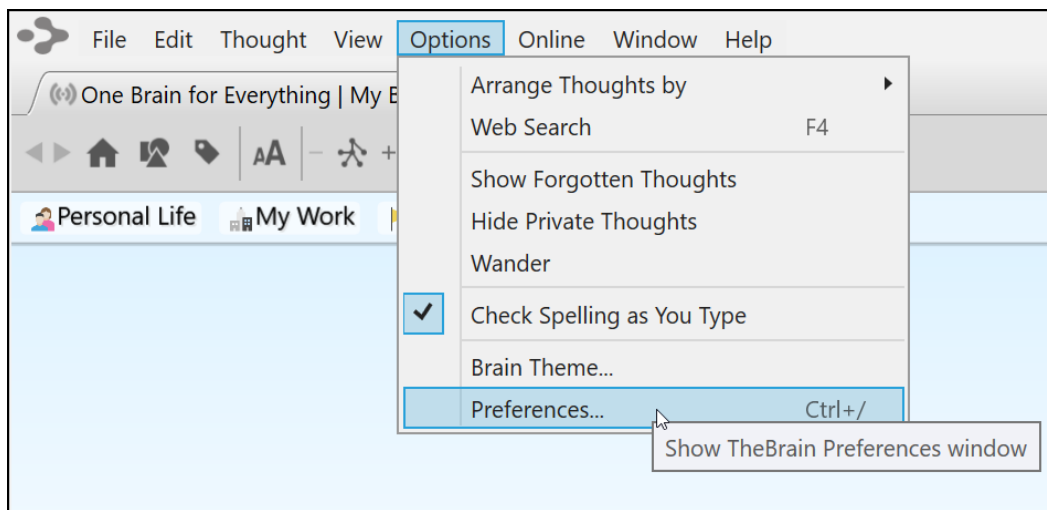 File Edit Thought View Options Online Window Help
One Brain for Everything | My
Arrange Thoughts by
Web Search F4
Show Forgotten Thoughts
Hide Private Thoughts
Wander
Check Spelling as You Type
Brain Theme...
Preferences... Ctrl+/
Show TheBrain Preferences window
AA
Personal Life My Work